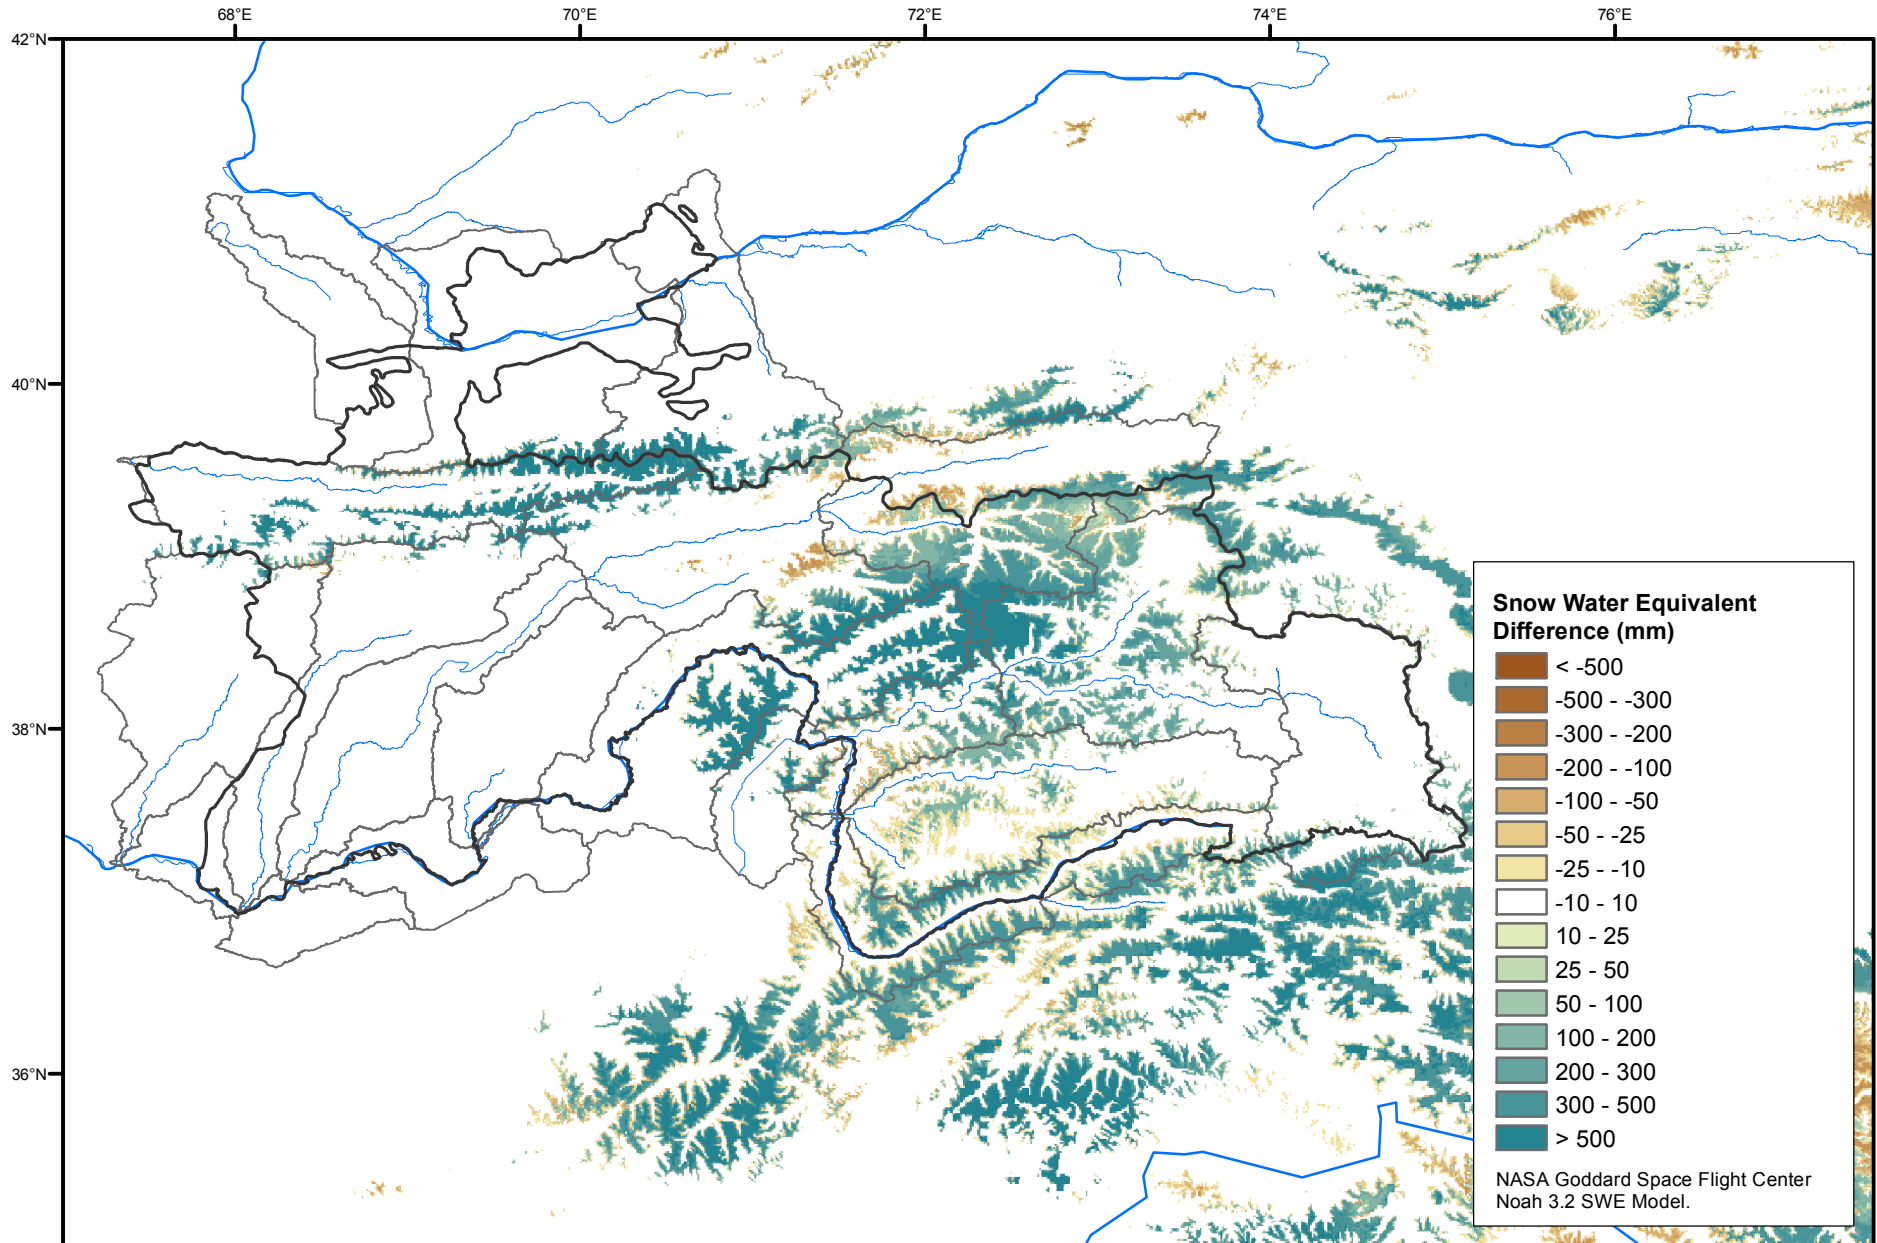 68°E
70°E
72°E
74°E
76°E
42°N
40°N
38°N
36°N
Snow Water Equivalent
Difference (mm)
< -500
-500 - -300
-300 - -200
-200 - -100
-100 - -50
-50 - -25
-25 - -10
-10 - 10
10 - 25
25 - 50
50 - 100
100 - 200
200 - 300
300 - 500
> 500
NASA Goddard Space Flight Center
Noah 3.2 SWE Model.